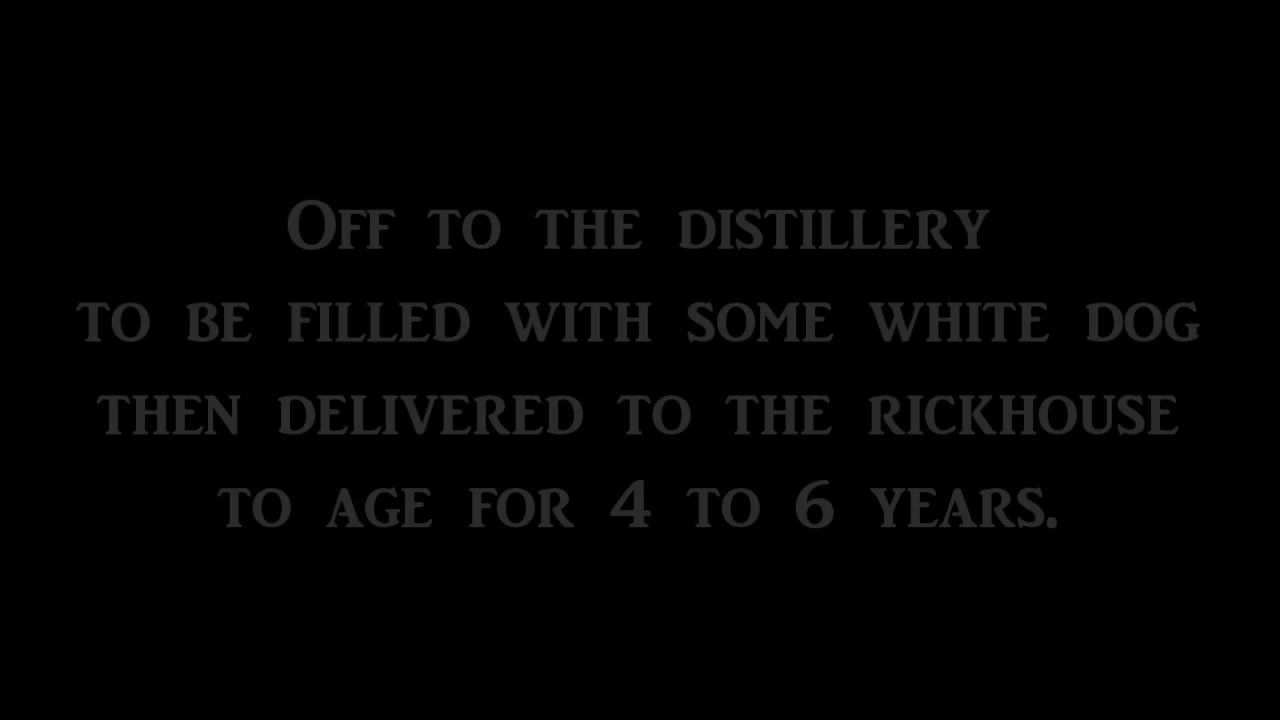 Off to the distillery
to be filled with some white dog
then delivered to the rickhouse
to age for 4 to 6 years.